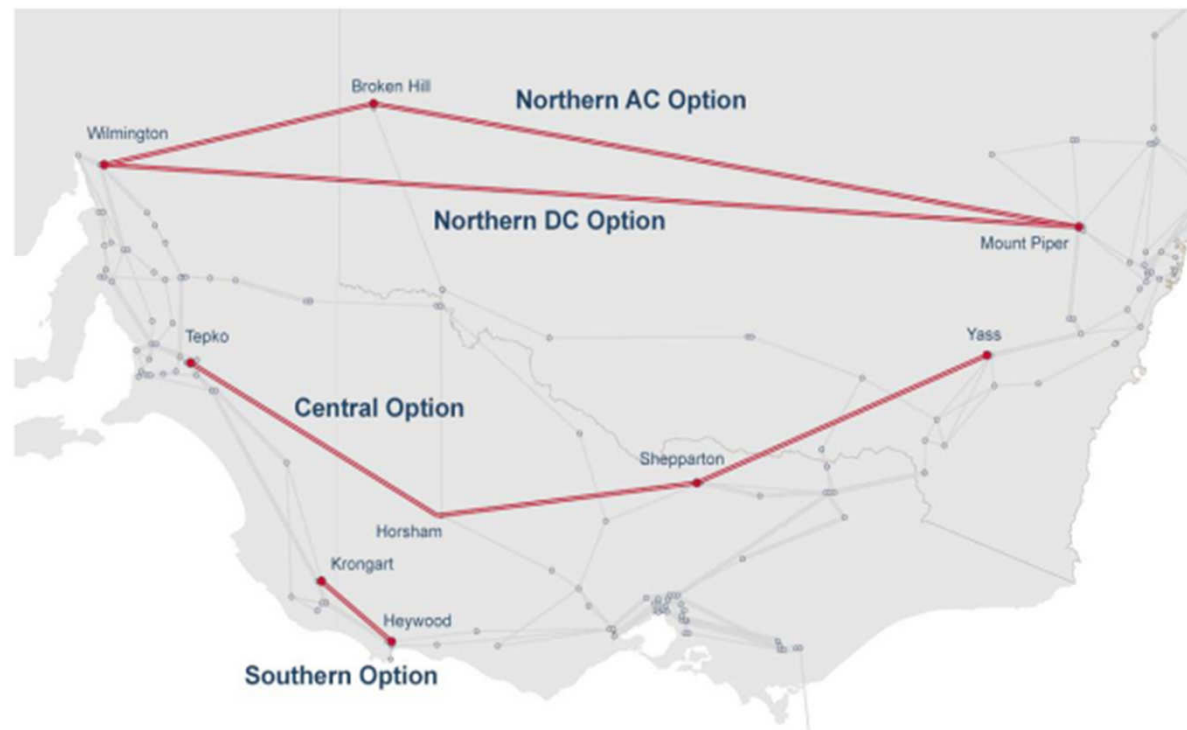 Broken Hill
Northern AC Option
Wilmington
Northern DC Option
Mount Piper
Tepko
Yass
Central Option
Shepparton
Horsham
Krongart
Heywood
Southern Option